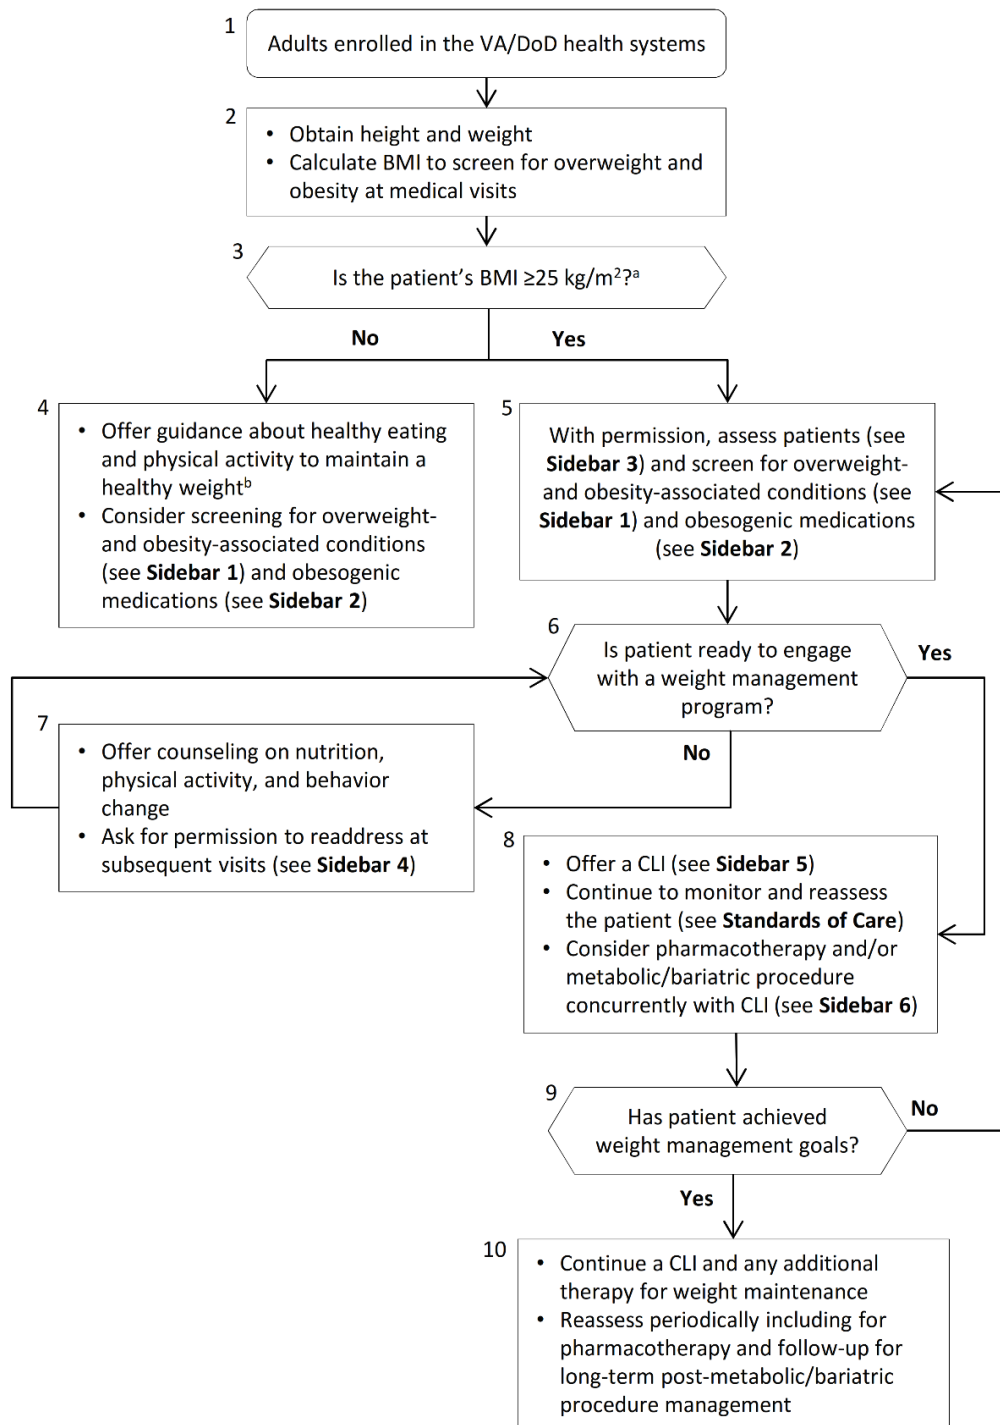 1
Adults enrolled in the VA/DoD health systems
2
• Obtain height and weight
• Calculate BMI to screen for overweight and
obesity at medical visits
3
Is the patient’s BMI ≥25 kg/m²?ᵃ
No
Yes
4
• Offer guidance about healthy eating
and physical activity to maintain a
healthy weightᵇ
• Consider screening for overweight-
and obesity-associated conditions
(see Sidebar 1) and obesogenic
medications (see Sidebar 2)
5
With permission, assess patients (see
Sidebar 3) and screen for overweight-
and obesity-associated conditions (see
Sidebar 1) and obesogenic medications
(see Sidebar 2)
6
Is patient ready to engage
with a weight management
program?
Yes
No
7
• Offer counseling on nutrition,
physical activity, and behavior
change
• Ask for permission to readdress at
subsequent visits (see Sidebar 4)
8
• Offer a CLI (see Sidebar 5)
• Continue to monitor and reassess
the patient (see Standards of Care)
• Consider pharmacotherapy and/or
metabolic/bariatric procedure
concurrently with CLI (see Sidebar 6)
9
Has patient achieved
weight management goals?
No
Yes
10
• Continue a CLI and any additional
therapy for weight maintenance
• Reassess periodically including for
pharmacotherapy and follow-up for
long-term post-metabolic/bariatric
procedure management